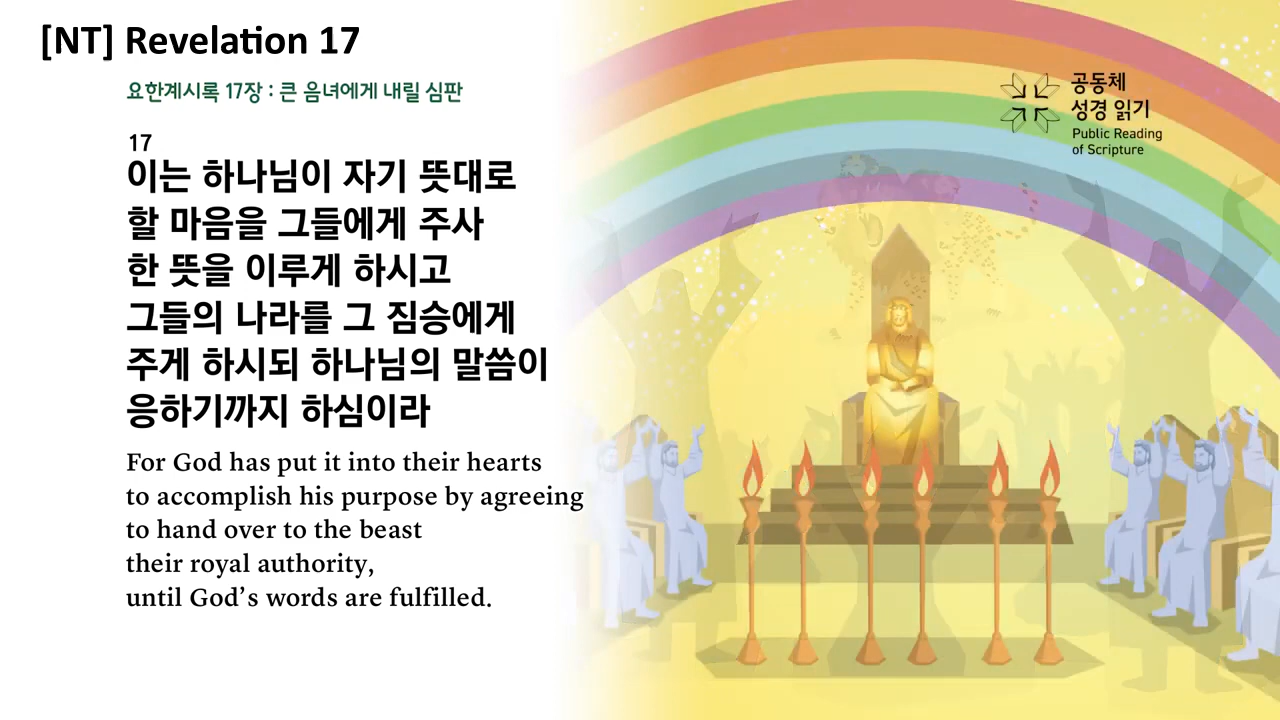 [NT] Revelation 17
요한계시록 17장 : 큰 음녀에게 내릴 심판
17
이는 하나님이 자기 뜻대로
할 마음을 그들에게 주사
한 뜻을 이루게 하시고
그들의 나라를 그 짐승에게
주게 하시되 하나님의 말씀이
응하기까지 하심이라
For God has put it into their hearts
to accomplish his purpose by agreeing
to hand over to the beast
their royal authority,
until God’s words are fulfilled.
공동체
성경 읽기
Public Reading
of Scripture